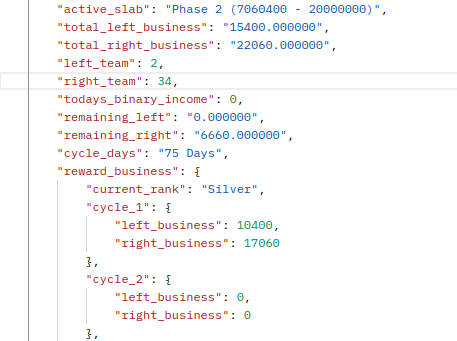 "active_slab": "Phase 2 (7060400 - 20000000)",
"total_left_business": "15400.000000",
"total_right_business": "22060.000000",
"left_team": 2,
"right_team": 34,
"todays_binary_income": 0,
"remaining_left": "0.000000",
"remaining_right": "6660.000000",
"cycle_days": "75 Days",
"reward_business": {
"current_rank": "Silver",
"cycle_1": {
"left_business": 10400,
"right_business": 17060
},
"cycle_2": {
"left_business": 0,
"right_business": 0
},